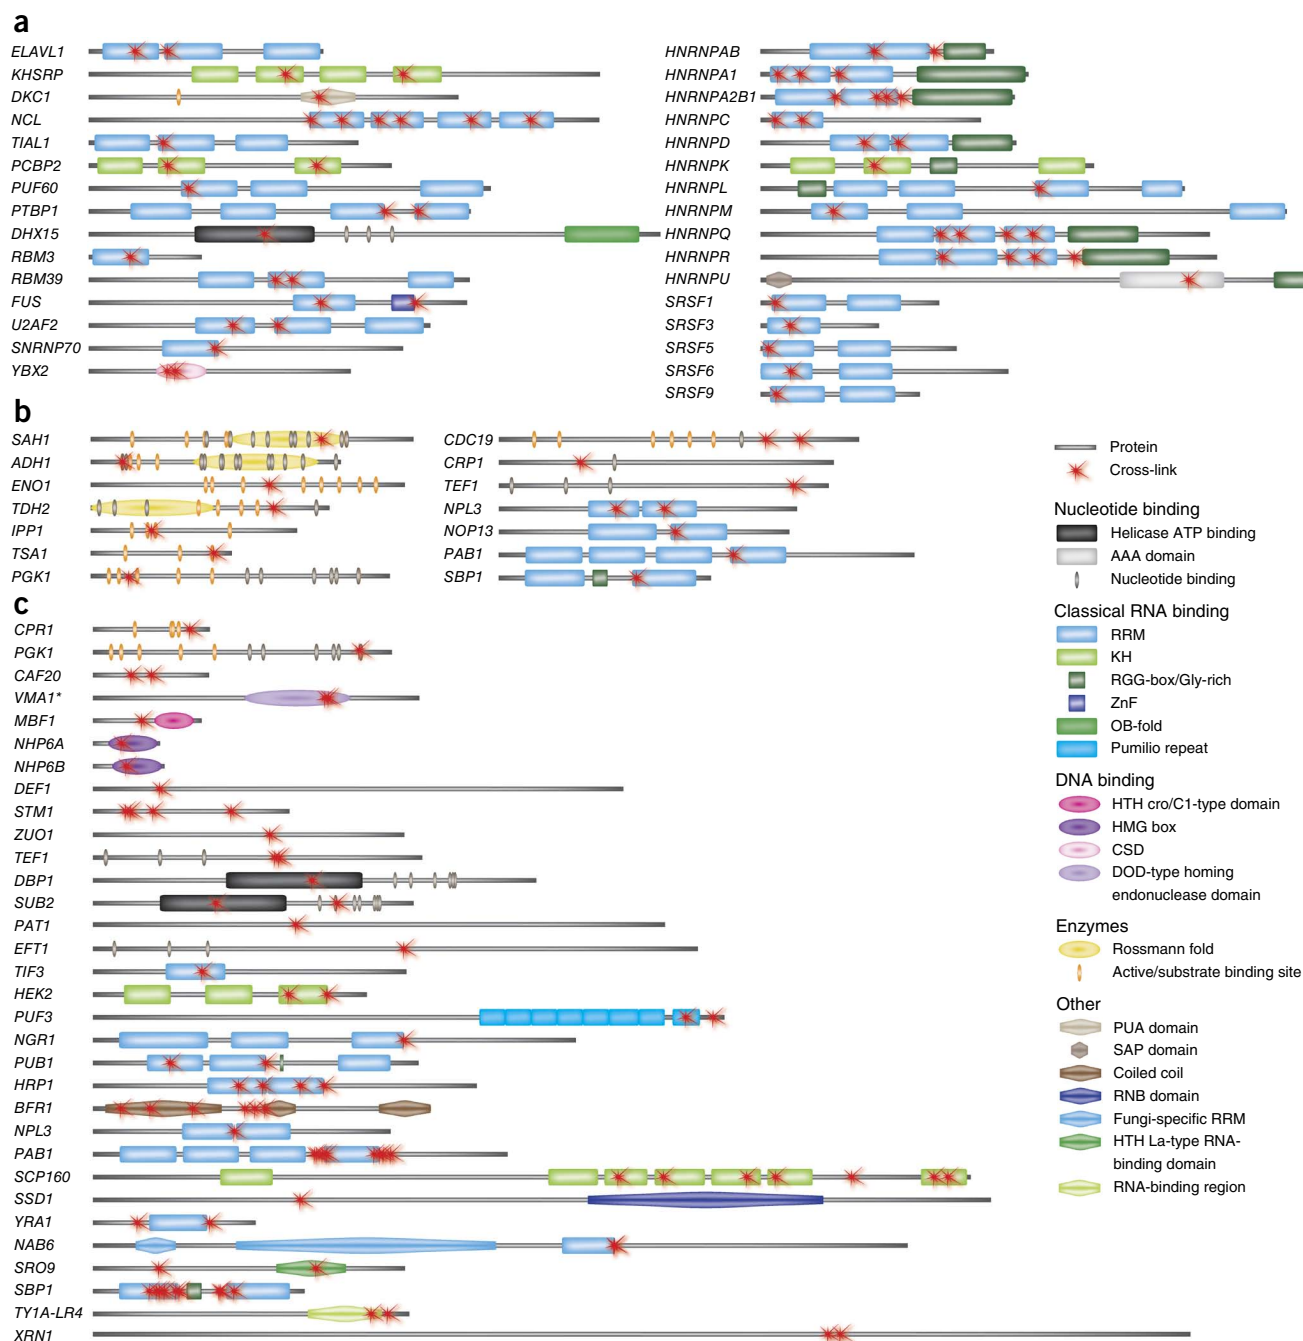 a
ELAVL1
KHSRP
DKC1
NCL
TIAL1
PCBP2
PUF60
PTBP1
DHX15
RBM3
RBM39
FUS
U2AF2
SNRNP70
YBX2
HNRNPAB
HNRNPA1
HNRNPA2B1
HNRNPC
HNRNPD
HNRNPK
HNRNPL
HNRNPM
HNRNPQ
HNRNPR
HNRNPU
SRSF1
SRSF3
SRSF5
SRSF6
SRSF9
b
SAH1
ADH1
ENO1
TDH2
IPP1
TSA1
PGK1
CDC19
CRP1
TEF1
NPL3
NOP13
PAB1
SBP1
c
CPR1
PGK1
CAF20
VMA1*
MBF1
NHP6A
NHP6B
DEF1
STM1
ZUO1
TEF1
DBP1
SUB2
PAT1
EFT1
TIF3
HEK2
PUF3
NGR1
PUB1
HRP1
BFR1
NPL3
PAB1
SCP160
SSD1
YRA1
NAB6
SRO9
SBP1
TY1A-LR4
XRN1
Protein
Cross-link
Nucleotide binding
Helicase ATP binding
AAA domain
Nucleotide binding
Classical RNA binding
RRM
KH
RGG-box/Gly-rich
ZnF
OB-fold
Pumilio repeat
DNA binding
HTH cro/C1-type domain
HMG box
CSD
DOD-type homing
endonuclease domain
Enzymes
Rossmann fold
Active/substrate binding site
Other
PUA domain
SAP domain
Coiled coil
RNB domain
Fungi-specific RRM
HTH La-type RNA-
binding domain
RNA-binding region